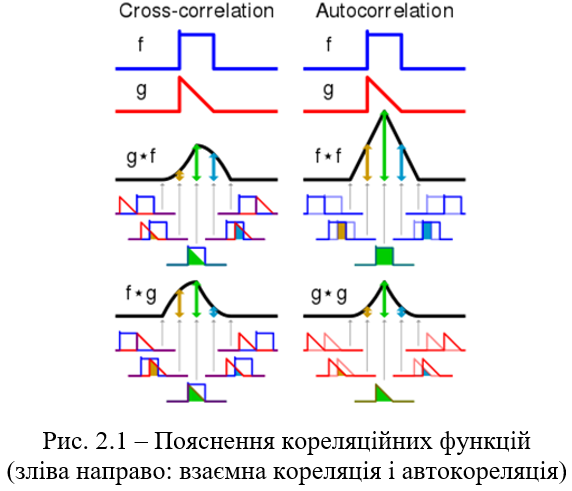 Cross-correlation Autocorrelation
f f
g g
g⋆f f⋆f
f⋆g g⋆g
Рис. 2.1 – Пояснення кореляційних функцій
(зліва направо: взаємна кореляція і автокореляція)